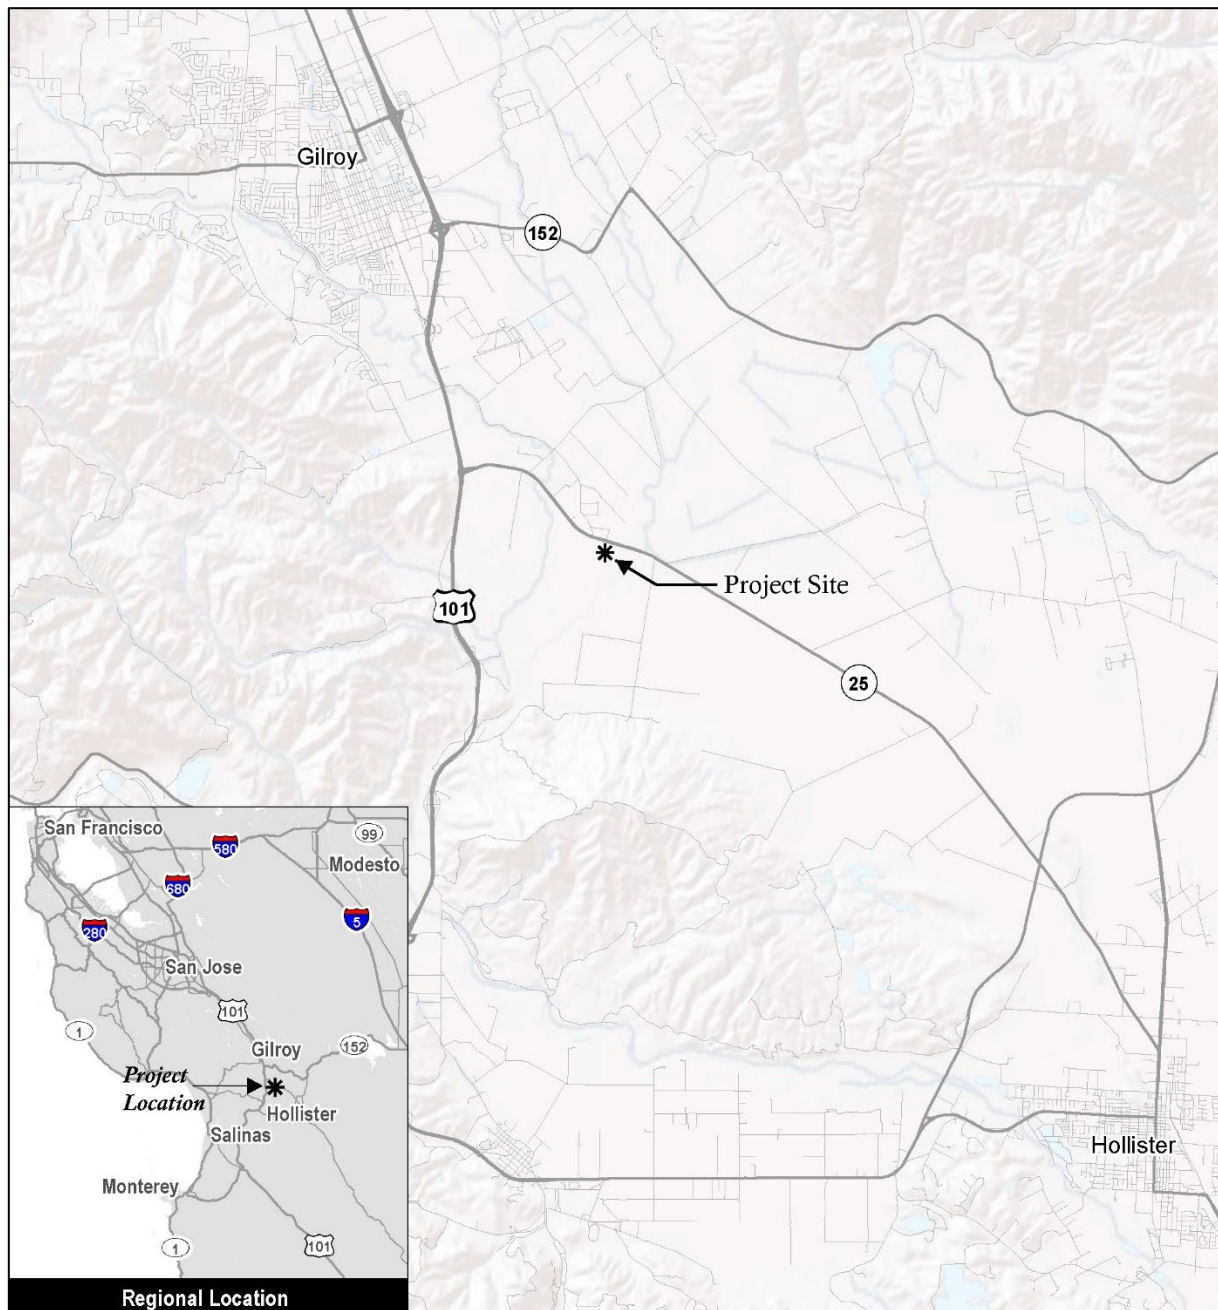 Gilroy
152
Project Site
101
25
San Francisco
580
99
Modesto
680
280
5
San Jose
101
1
Gilroy
152
Project
Location
Hollister
Salinas
Monterey
1
101
Regional Location
Hollister